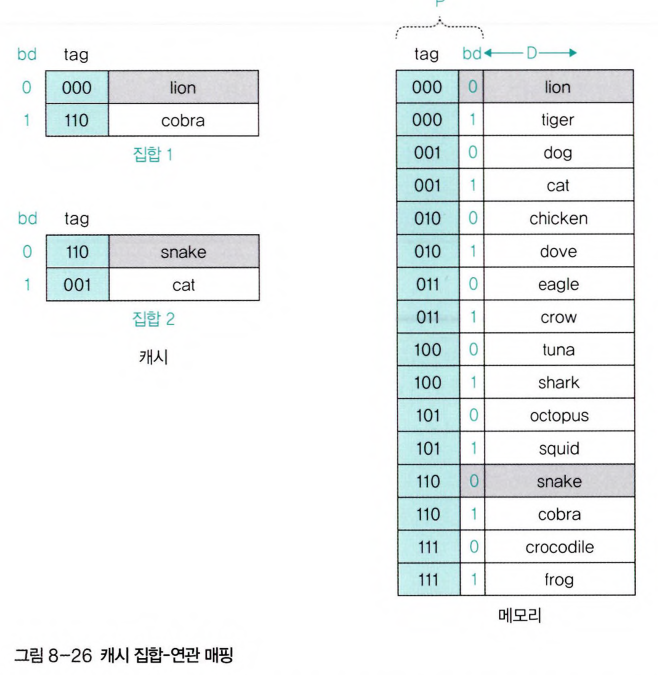 P
bd tag
0 000 lion
1 110 cobra
집합 1
bd tag
0 110 snake
1 001 cat
집합 2
캐시
tag bd D
000 0 lion
000 1 tiger
001 0 dog
001 1 cat
010 0 chicken
010 1 dove
011 0 eagle
011 1 crow
100 0 tuna
100 1 shark
101 0 octopus
101 1 squid
110 0 snake
110 1 cobra
111 0 crocodile
111 1 frog
메모리
그림 8-26 캐시 집합-연관 매핑